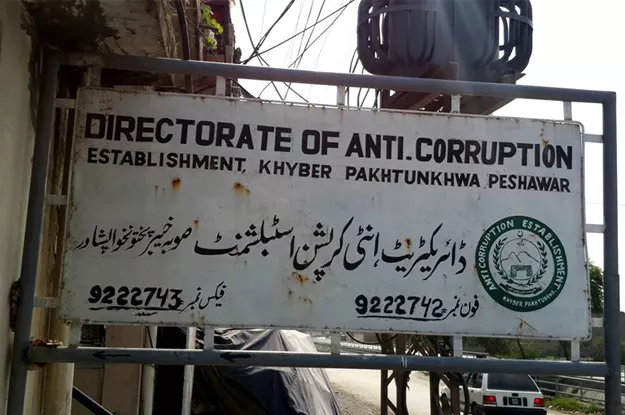 DIRECTORATE OF ANTI.CORRUPTION
ESTABLISHMENT, KHYBER PAKHTUNKHWA PESHAWAR
ڈائریکٹریٹ، انٹی کرپشن اسٹبلشمنٹ صوبہ خیبر پختونخوا پشاور
فون نمبر 9222742 فیکس نمبر 9222743
ANTI CORRUPTION ESTABLISHMENT
KHYBER PAKHTUNKHWA